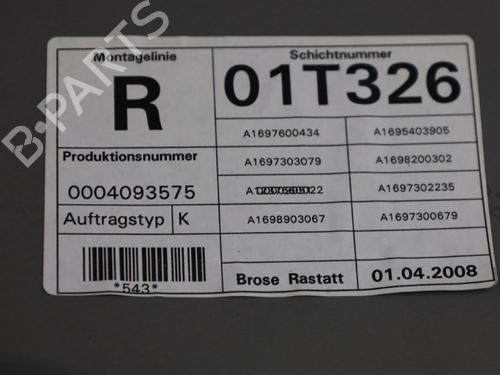 B-PARTS
Montagelinie
R
Schichtnummer
01T326
A1697600434 A1695403905
A1697303079 A1698200302
A1697302235
A1698903067 A1697300679
Produktionsnummer
0004093575
Auftragstyp K
*543*
Brose Rastatt 01.04.2008